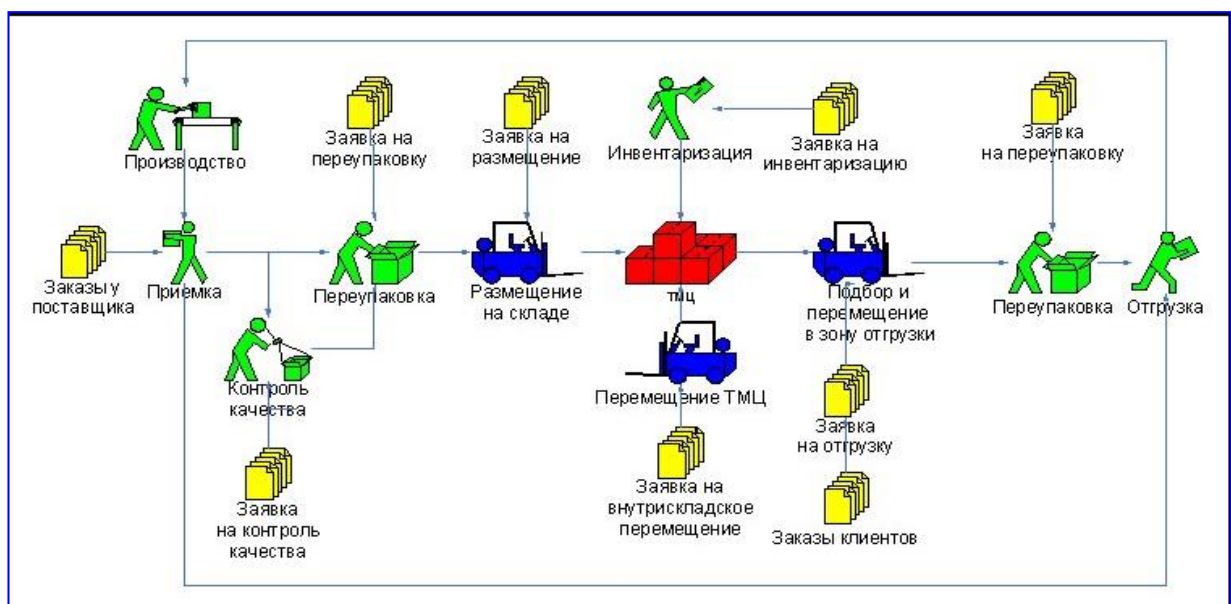 Производство
Заявка на
переупаковку
Заявка на
размещение
Инвентаризация
Заявка на
инвентаризацию
Заявка
на переупаковку
Заказы у
поставщика
Приемка
Переупаковка
Размещение
на складе
тмц
Подбор и
перемещение
в зону отгрузки
Переупаковка
Отгрузка
Контроль
качества
Перемещение ТМЦ
Заявка
на отгрузку
Заявка
на контроль
качества
Заявка на
внутрискладское
перемещение
Заказы клиентов